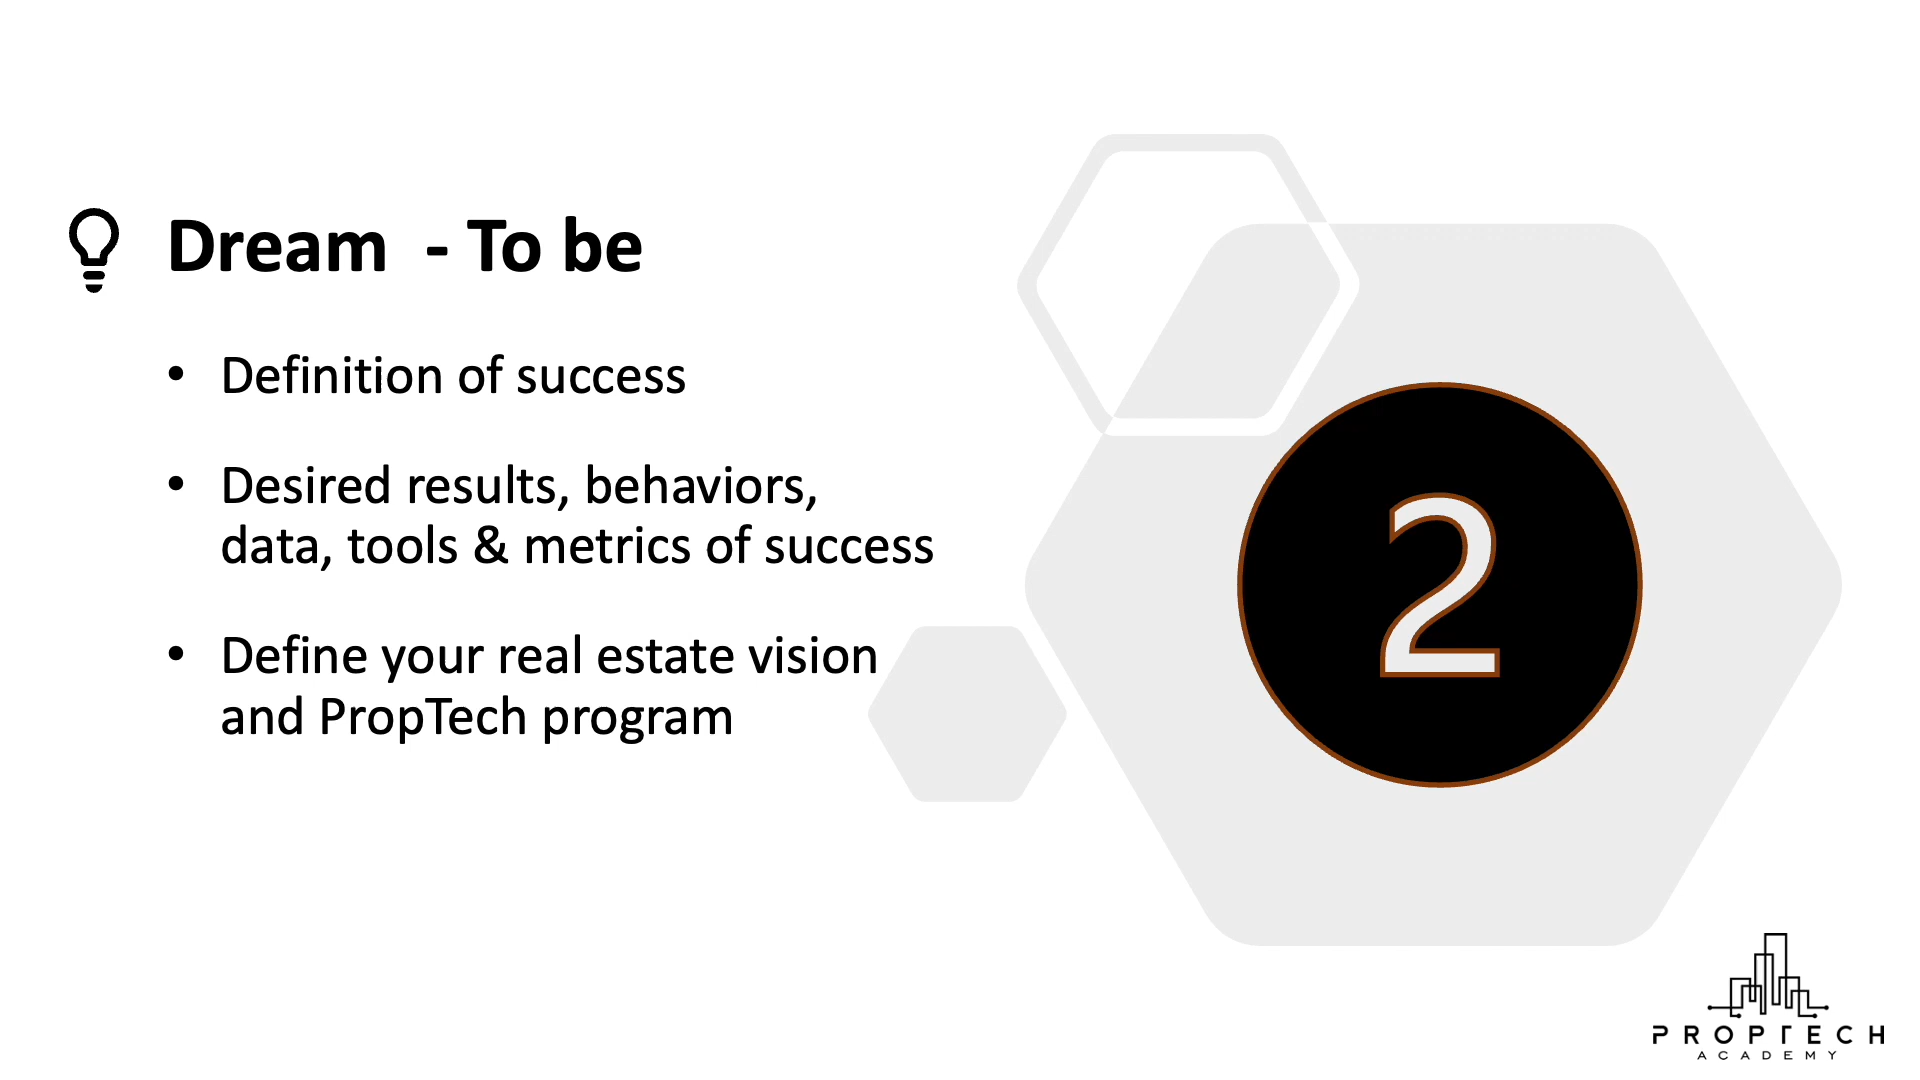 Dream - To be
• Definition of success
• Desired results, behaviors,
data, tools & metrics of success
• Define your real estate vision
and PropTech program
2
PROPTECH
ACADEMY